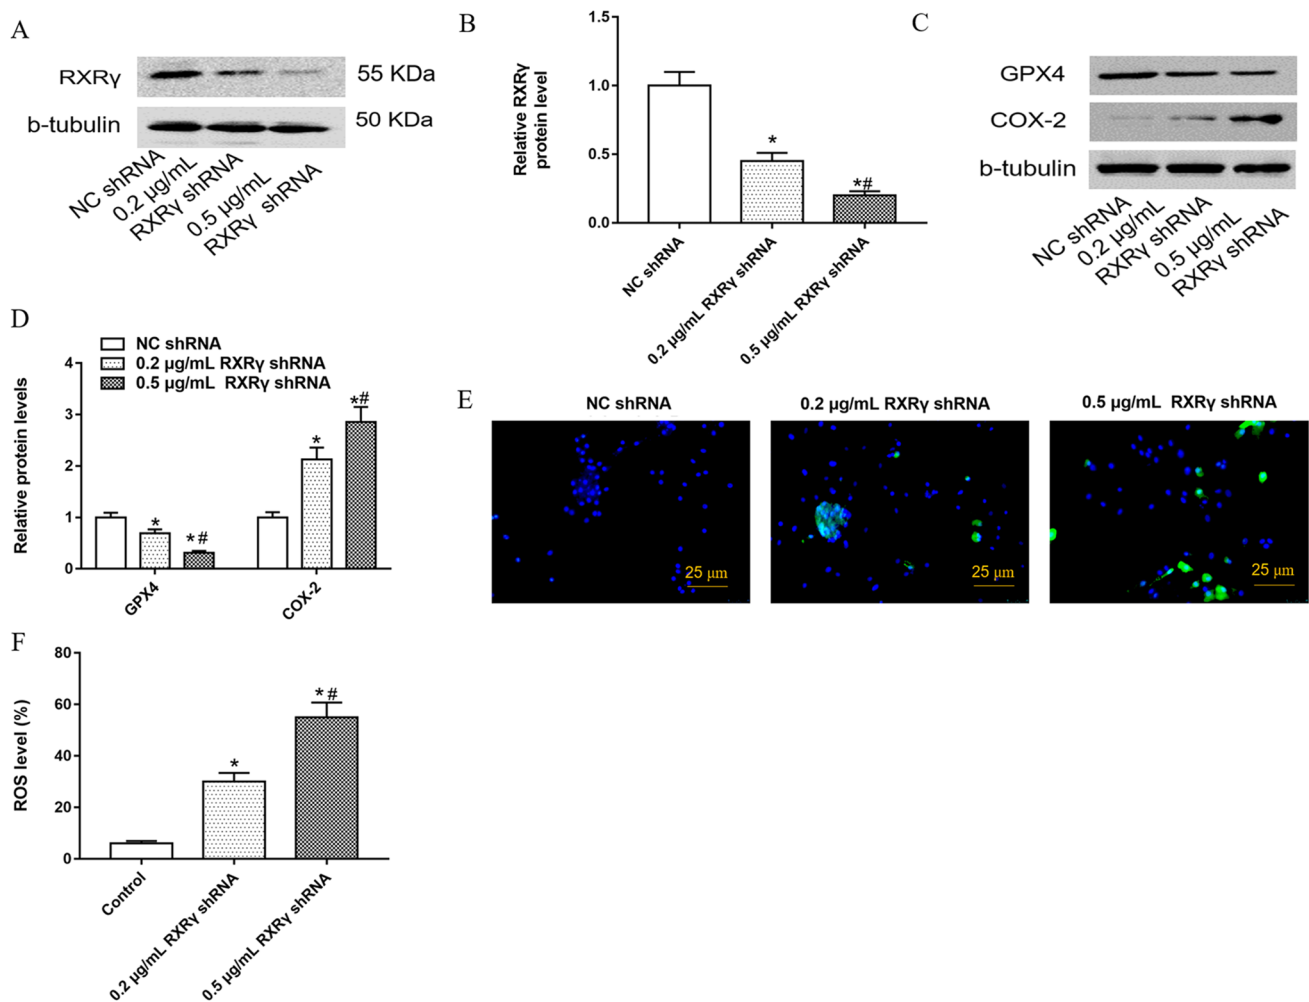 A
RXRγ
55 KDa
b-tubulin
50 KDa
NC shRNA
0.2 μg/mL
RXRγ shRNA
0.5 μg/mL
RXRγ shRNA
B
Relative RXRγ
protein level
1.5
1.0
0.5
0.0
*
*#
NC shRNA
0.2 μg/mL RXRγ shRNA
0.5 μg/mL RXRγ shRNA
C
GPX4
COX-2
b-tubulin
NC shRNA
0.2 μg/mL
RXRγ shRNA
0.5 μg/mL
RXRγ shRNA
D
NC shRNA
0.2 μg/mL RXRγ shRNA
0.5 μg/mL RXRγ shRNA
Relative protein levels
4
3
2
1
0
*
*#
*
*#
GPX4
COX-2
E
NC shRNA
0.2 μg/mL RXRγ shRNA
0.5 μg/mL RXRγ shRNA
25 μm
25 μm
25 μm
F
ROS level (%)
80
60
40
20
0
*
*#
Control
0.2 μg/mL RXRγ shRNA
0.5 μg/mL RXRγ shRNA